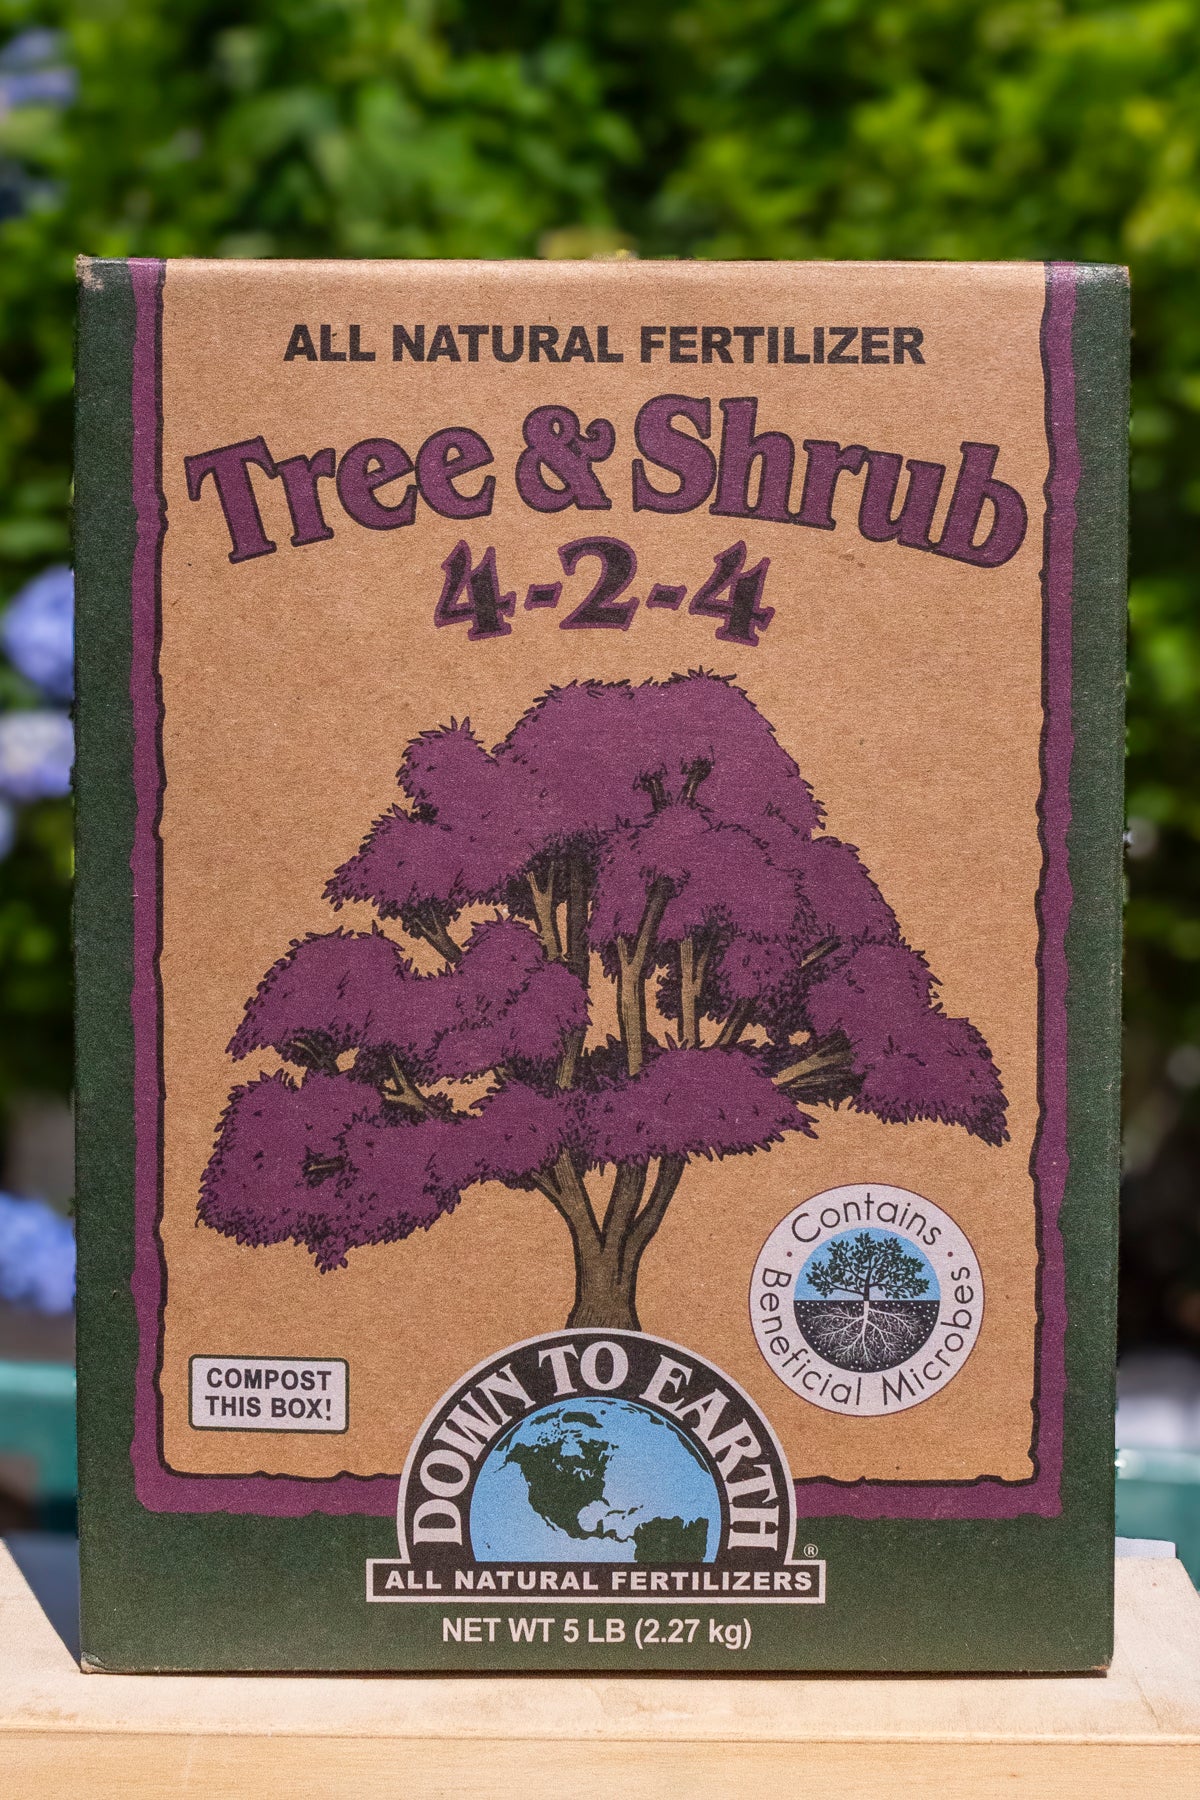 ALL NATURAL FERTILIZER
Tree & Shrub
4-2-4
· Contains ·
Beneficial Microbes
COMPOST
THIS BOX!
DOWN TO EARTH
®
ALL NATURAL FERTILIZERS
NET WT 5 LB (2.27 kg)